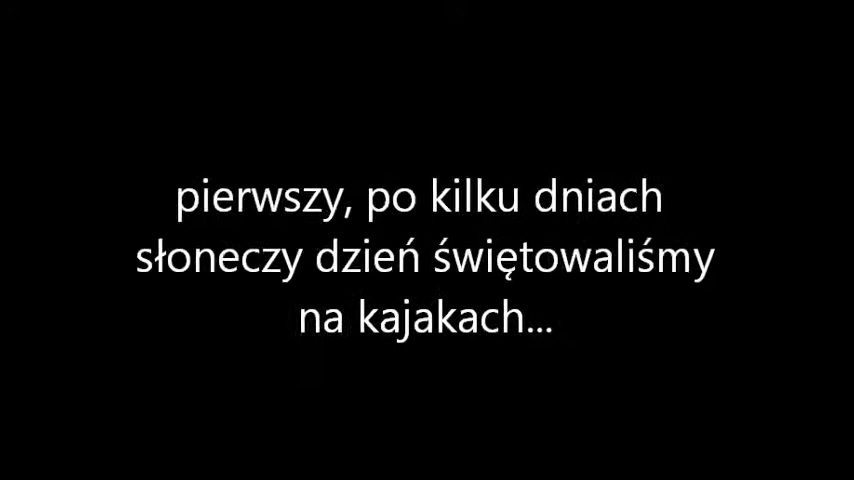 pierwszy, po kilku dniach
słoneczy dzień świętowaliśmy
na kajakach...